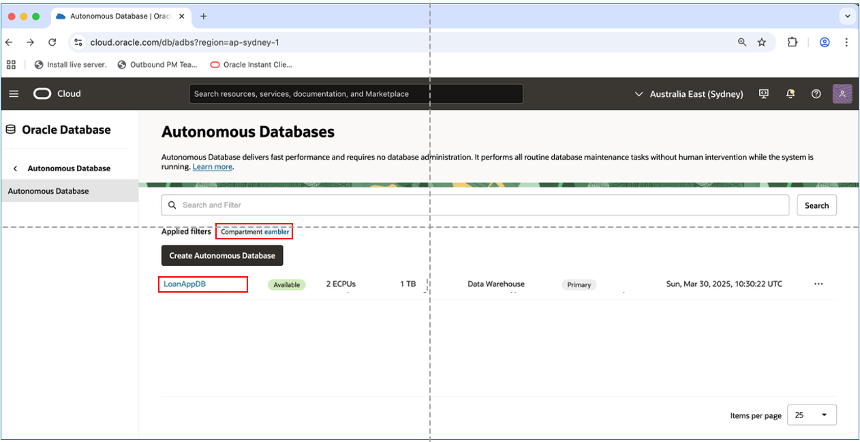 Autonomous Database | Orac
cloud.oracle.com/db/adbs?region=ap-sydney-1
Install live server.
Outbound PM Tea...
Oracle Instant Clie...
Cloud
Search resources, services, documentation, and Marketplace
Australia East (Sydney)
Oracle Database
Autonomous Database
Autonomous Database
Autonomous Databases
Autonomous Database delivers fast performance and requires no database administration. It performs all routine database maintenance tasks without human intervention while the system is
running. Learn more.
Search and Filter
Search
Applied filters Compartment eambler
Create Autonomous Database
LoanAppDB Available 2 ECPUs 1 TB Data Warehouse Primary Sun, Mar 30, 2025, 10:30:22 UTC
Items per page 25